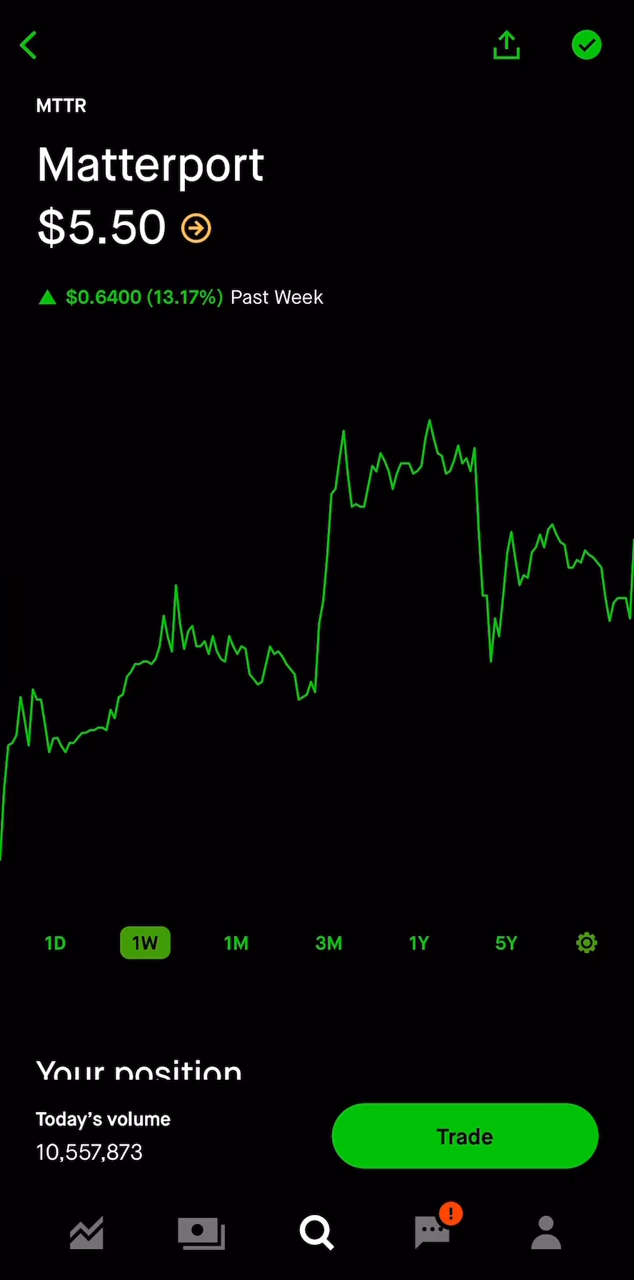 MTTR
Matterport
$5.50
$0.6400 (13.17%) Past Week
1D 1W 1M 3M 1Y 5Y
Your position
Today's volume
10,557,873
Trade
!